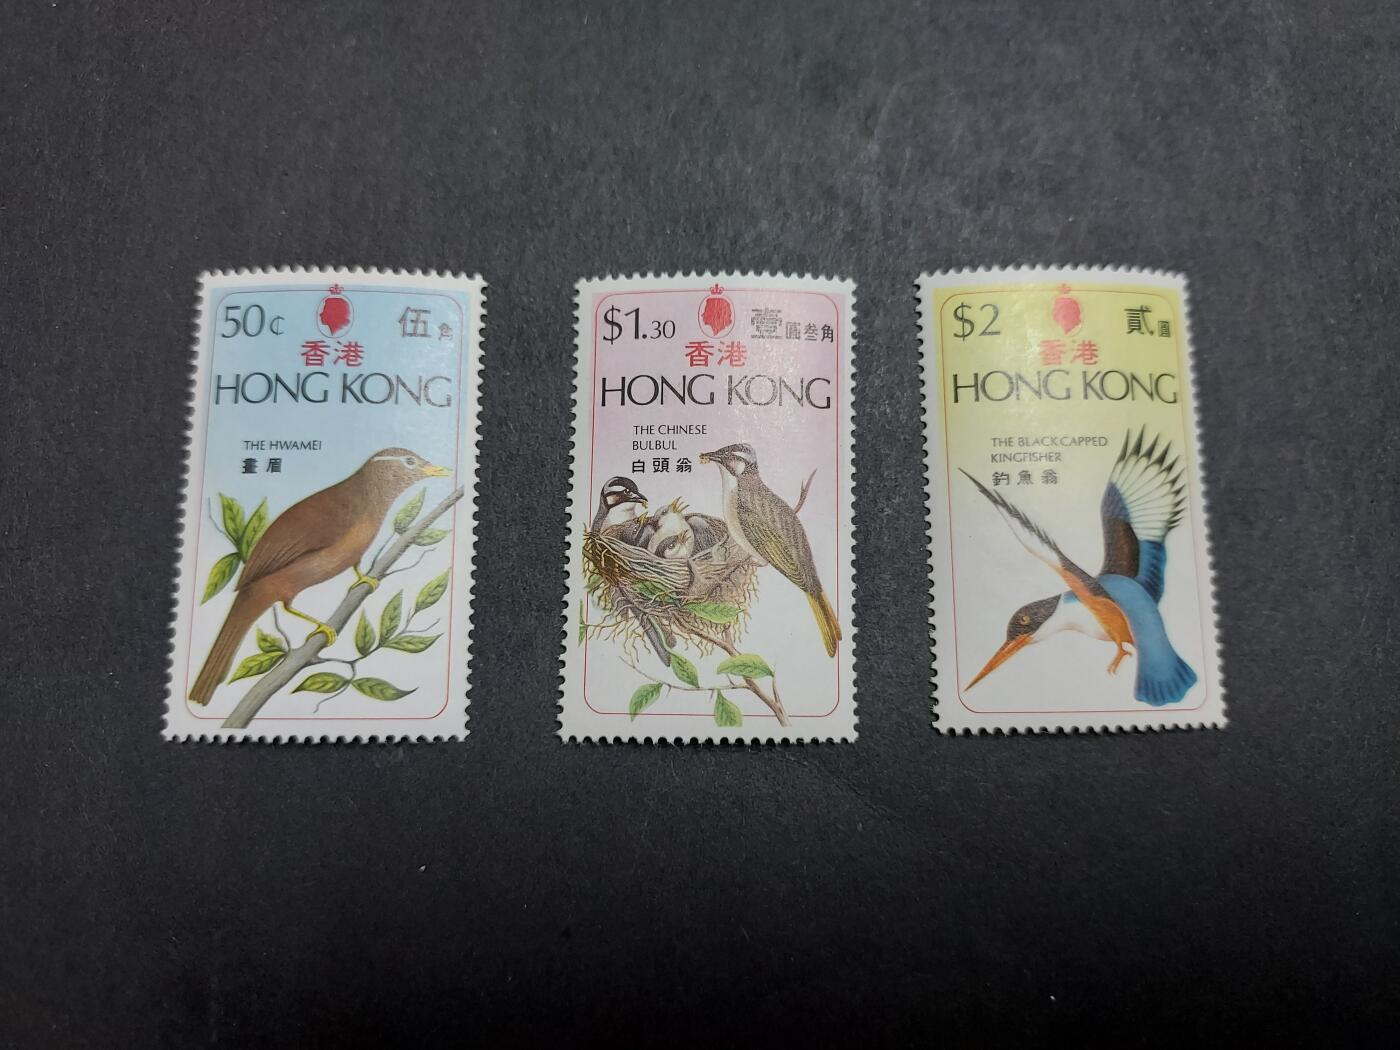 50¢ 伍角
香港
HONG KONG
THE HWAMEI
畫眉
$1.30 壹圓叁角
香港
HONG KONG
THE CHINESE
BULBUL
白頭翁
$2 貳圓
香港
HONG KONG
THE BLACK CAPPED
KINGFISHER
釣魚翁